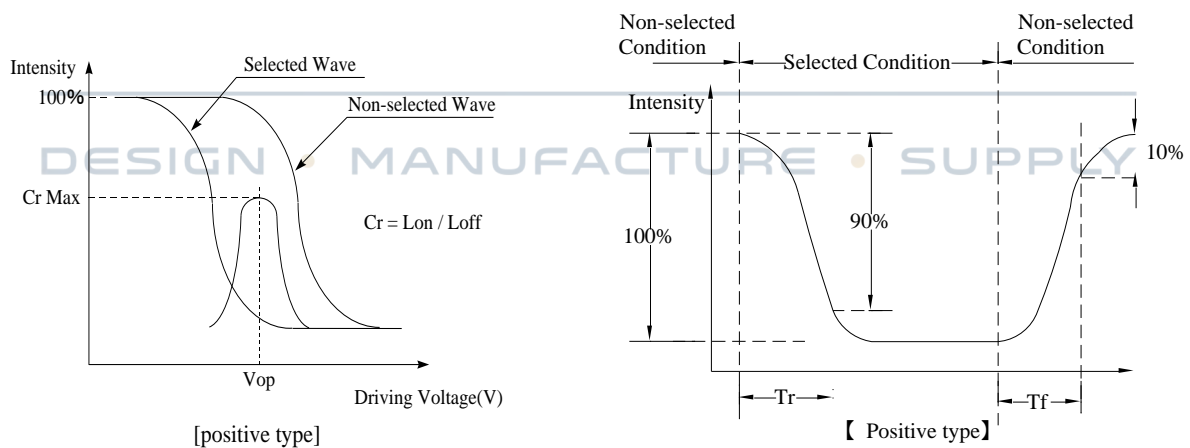 Intensity
100%
Selected Wave
Non-selected Wave
Cr Max
Cr = Lon / Loff
Vop
Driving Voltage(V)
[positive type]
Non-selected
Condition
Selected Condition
Non-selected
Condition
Intensity
100%
90%
10%
Tr
Tf
【 Positive type】
DESIGN • MANUFACTURE • SUPPLY